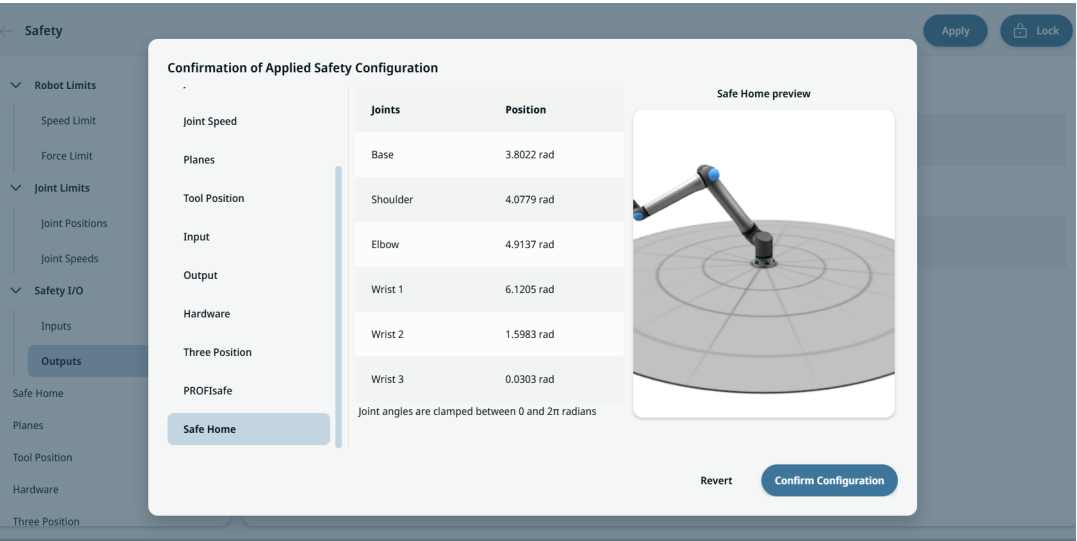 Safety
Apply
Lock
Robot Limits
Speed Limit
Force Limit
Joint Limits
Joint Positions
Joint Speeds
Safety I/O
Inputs
Outputs
Safe Home
Planes
Tool Position
Hardware
Three Position
Confirmation of Applied Safety Configuration
Joint Speed
Planes
Tool Position
Input
Output
Hardware
Three Position
PROFIsafe
Safe Home
Joints Position
Base 3.8022 rad
Shoulder 4.0779 rad
Elbow 4.9137 rad
Wrist 1 6.1205 rad
Wrist 2 1.5983 rad
Wrist 3 0.0303 rad
Joint angles are clamped between 0 and 2π radians
Safe Home preview
Revert
Confirm Configuration